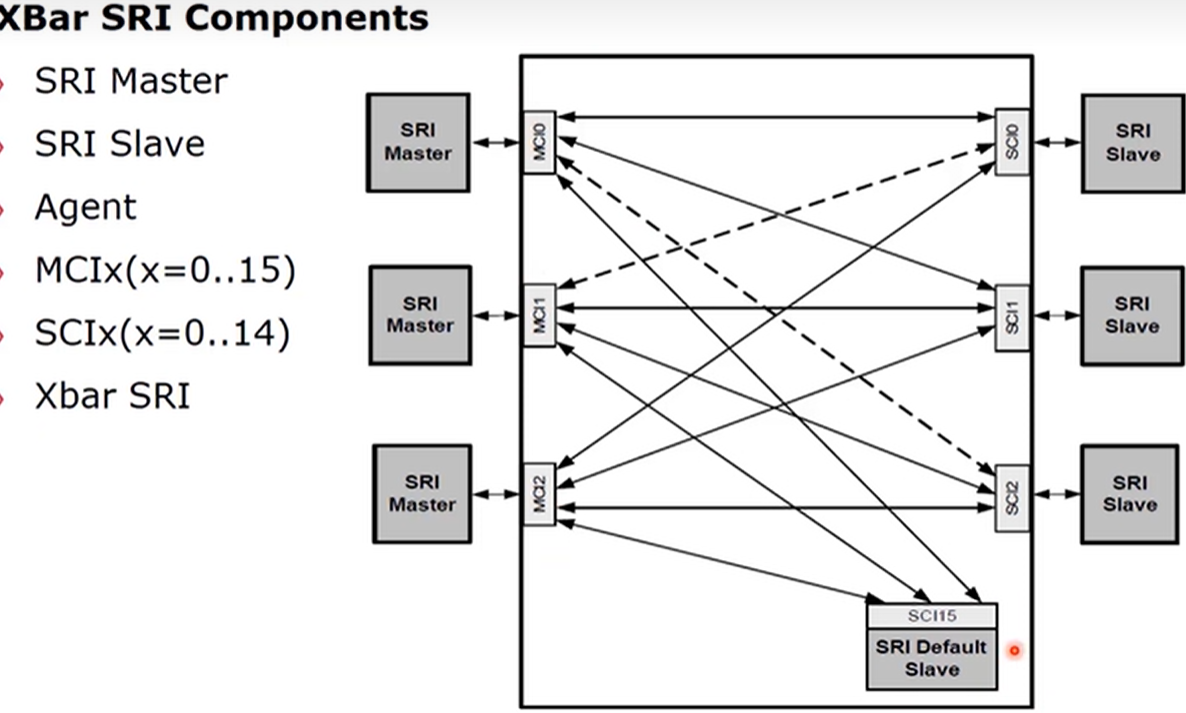 XBar SRI Components
SRI Master
SRI Slave
Agent
MCIx(x=0..15)
SCIx(x=0..14)
Xbar SRI
SRI
Master
MCI0
SCI0
SRI
Slave
SRI
Master
MCI1
SCI1
SRI
Slave
SRI
Master
MCI2
SCI2
SRI
Slave
SCI15
SRI Default
Slave